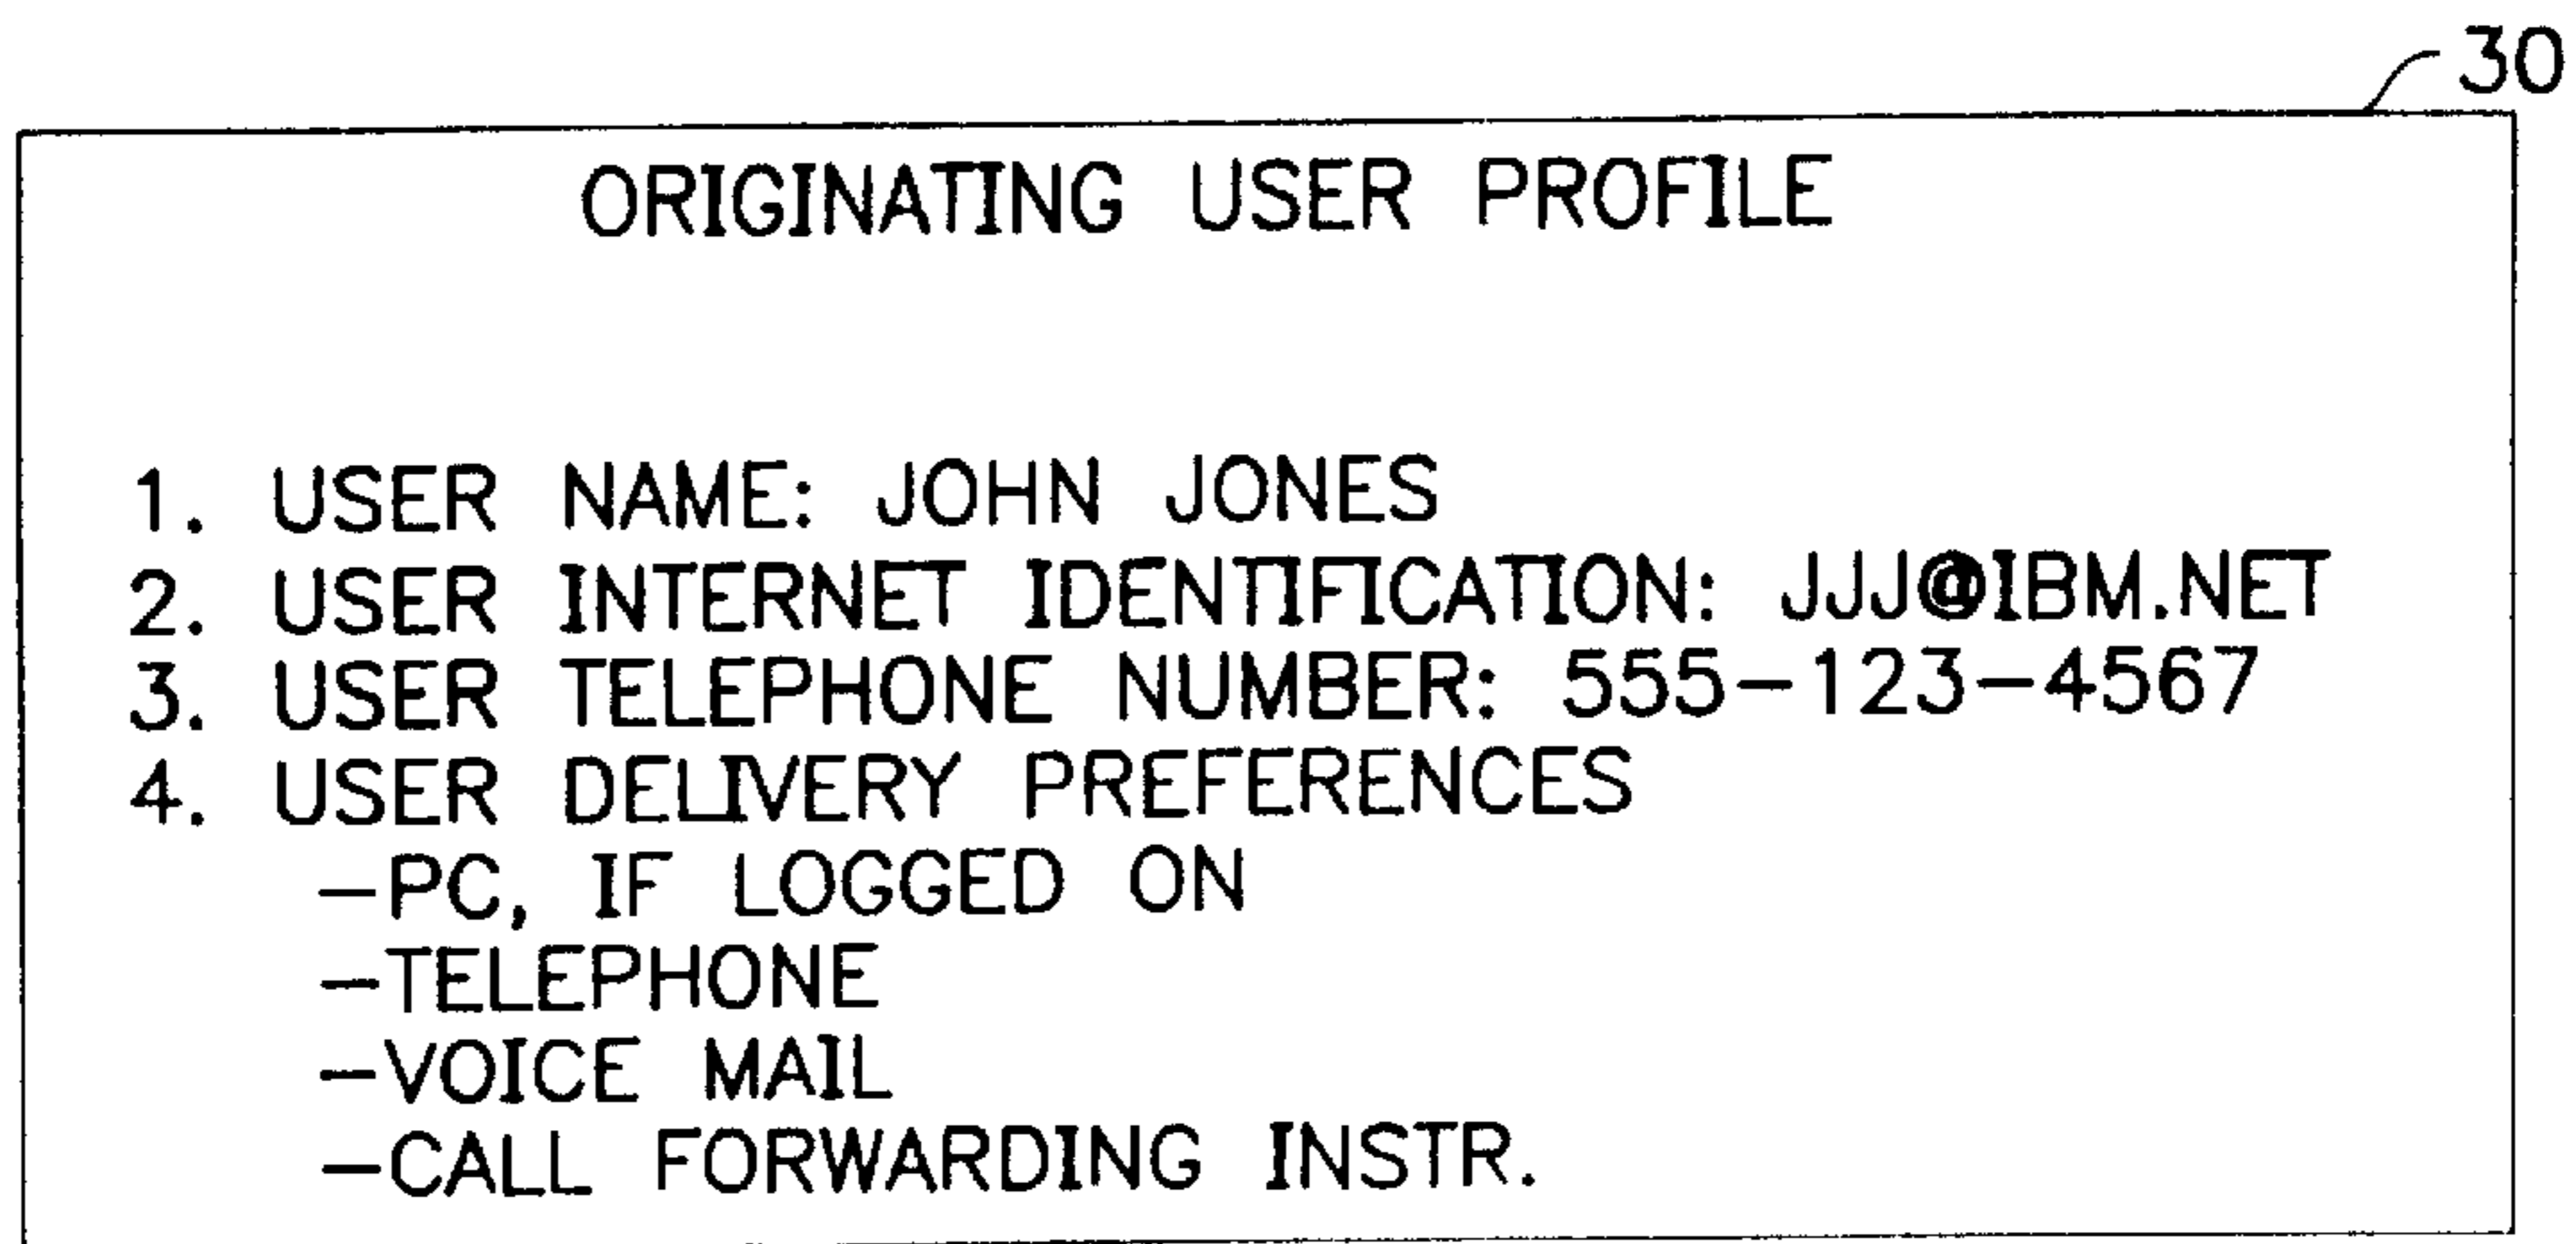 30
ORIGINATING USER PROFILE
1. USER NAME: JOHN JONES
2. USER INTERNET IDENTIFICATION: JJJ@IBM.NET
3. USER TELEPHONE NUMBER: 555-123-4567
4. USER DELIVERY PREFERENCES
-PC, IF LOGGED ON
-TELEPHONE
-VOICE MAIL
-CALL FORWARDING INSTR.